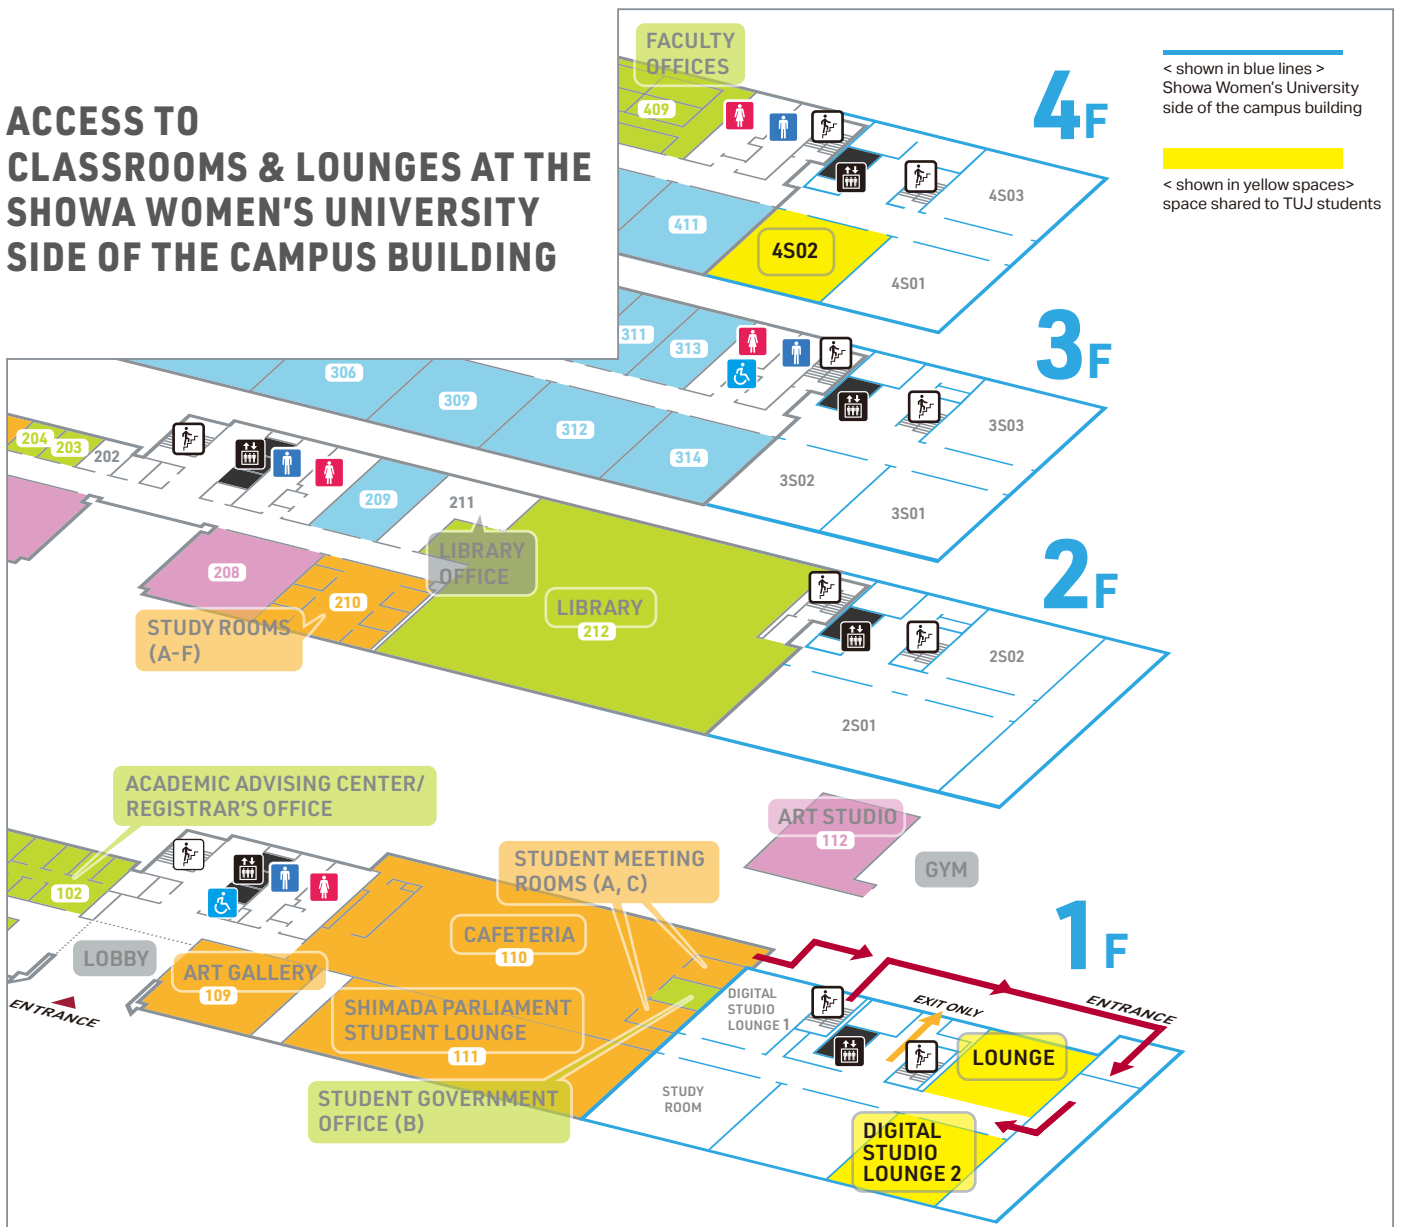 ACCESS TO
CLASSROOMS & LOUNGES AT THE
SHOWA WOMEN'S UNIVERSITY
SIDE OF THE CAMPUS BUILDING
< shown in blue lines >
Showa Women's University
side of the campus building
< shown in yellow spaces>
space shared to TUJ students
4F
FACULTY
OFFICES
409
411
4S02
4S03
4S01
3F
311
313
306
309
312
314
3S03
3S02
3S01
2F
204
203
202
209
211
LIBRARY
OFFICE
208
210
STUDY ROOMS
(A-F)
LIBRARY
212
2S02
2S01
1F
ACADEMIC ADVISING CENTER/
REGISTRAR'S OFFICE
102
LOBBY
ENTRANCE
ART GALLERY
109
CAFETERIA
110
STUDENT MEETING
ROOMS (A, C)
ART STUDIO
112
GYM
SHIMADA PARLIAMENT
STUDENT LOUNGE
111
STUDENT GOVERNMENT
OFFICE (B)
DIGITAL
STUDIO
LOUNGE 1
STUDY
ROOM
EXIT ONLY
ENTRANCE
LOUNGE
DIGITAL
STUDIO
LOUNGE 2